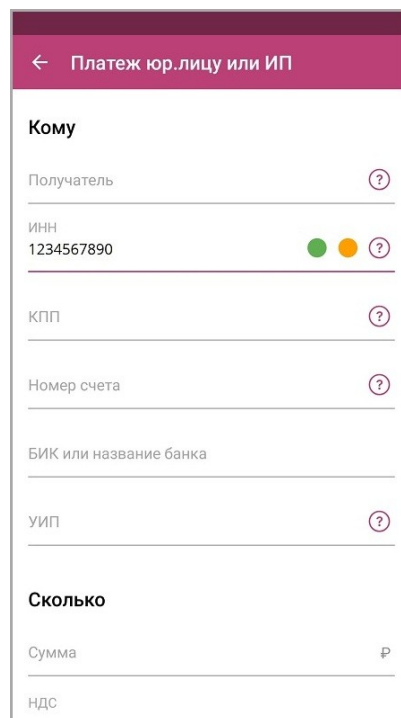 ← Платеж юр.лицу или ИП
Кому
Получатель ?
ИНН
1234567890 ?
КПП ?
Номер счета ?
БИК или название банка
УИП ?
Сколько
Сумма ₽
НДС